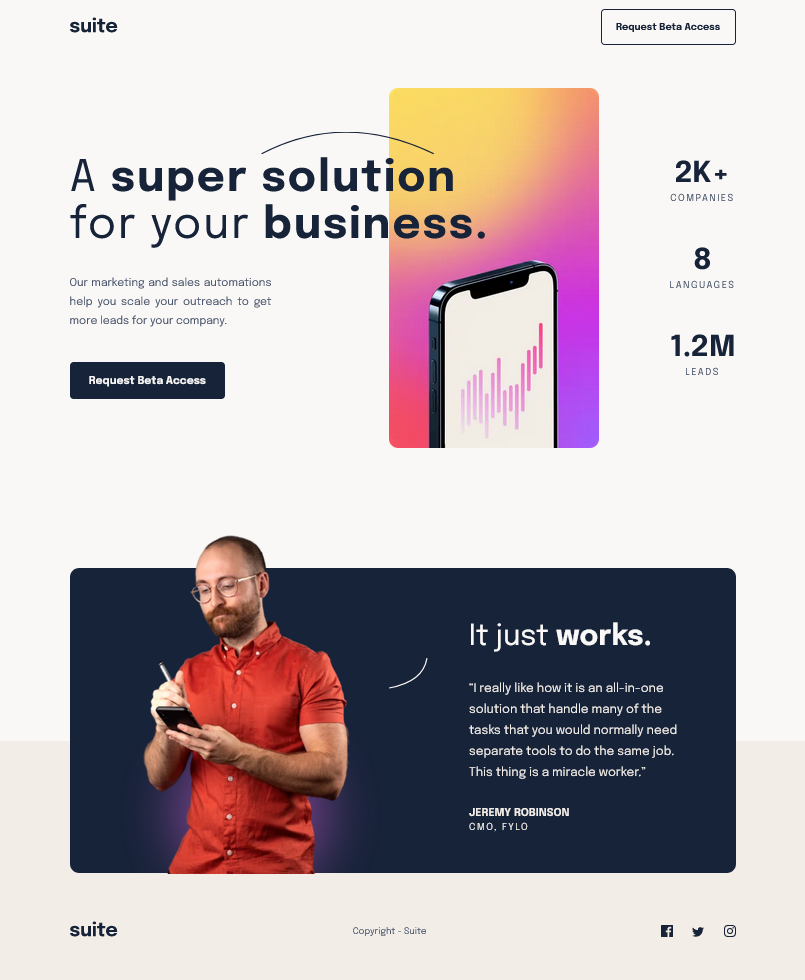 suite
Request Beta Access
A super solution
for your business.
Our marketing and sales automations
help you scale your outreach to get
more leads for your company.
Request Beta Access
2K+
COMPANIES
8
LANGUAGES
1.2M
LEADS
It just works.
“I really like how it is an all-in-one
solution that handle many of the
tasks that you would normally need
separate tools to do the same job.
This thing is a miracle worker.”
JEREMY ROBINSON
CMO, FYLO
suite
Copyright - Suite